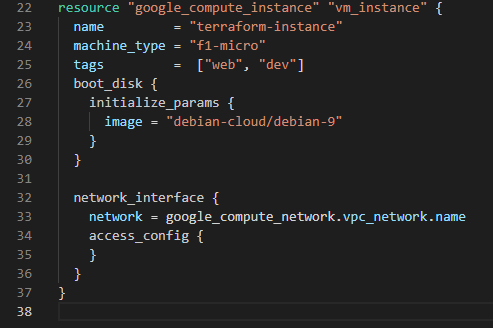 22 resource "google_compute_instance" "vm_instance" {
23   name         = "terraform-instance"
24   machine_type = "f1-micro"
25   tags         =  ["web", "dev"]
26   boot_disk {
27     initialize_params {
28       image = "debian-cloud/debian-9"
29     }
30   }
31
32   network_interface {
33     network = google_compute_network.vpc_network.name
34     access_config {
35     }
36   }
37 }
38